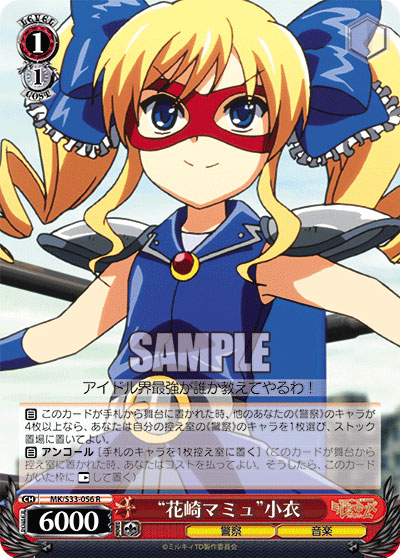 LEVEL
1
1
COST
SAMPLE
アイドル界最強が誰か教えてやるわ！
自 このカードが手札から舞台に置かれた時、他のあなたの《警察》のキャラが
4枚以上なら、あなたは自分の控え室の《警察》のキャラを1枚選び、ストック
置場に置いてよい。
自 アンコール ［手札のキャラを1枚控え室に置く］ （このカードが舞台から
控え室に置かれた時、あなたはコストを払ってよい。そうしたら、このカード
がいた枠に置く）
CH MK/S33-056 R
6000
“花崎マミュ”小衣
警察 音楽
©ミルキィTD製作委員会